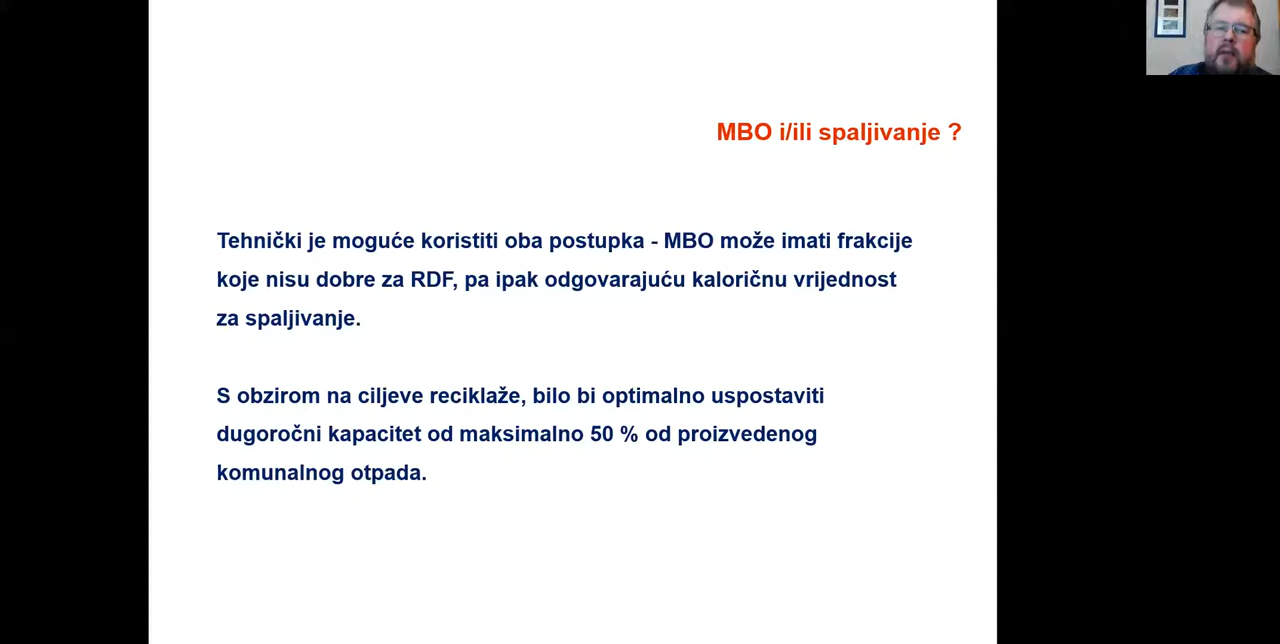 MBO i/ili spaljivanje ?
Tehnički je moguće koristiti oba postupka - MBO može imati frakcije
koje nisu dobre za RDF, pa ipak odgovarajuću kaloričnu vrijednost
za spaljivanje.
S obzirom na ciljeve reciklaže, bilo bi optimalno uspostaviti
dugoročni kapacitet od maksimalno 50 % od proizvedenog
komunalnog otpada.